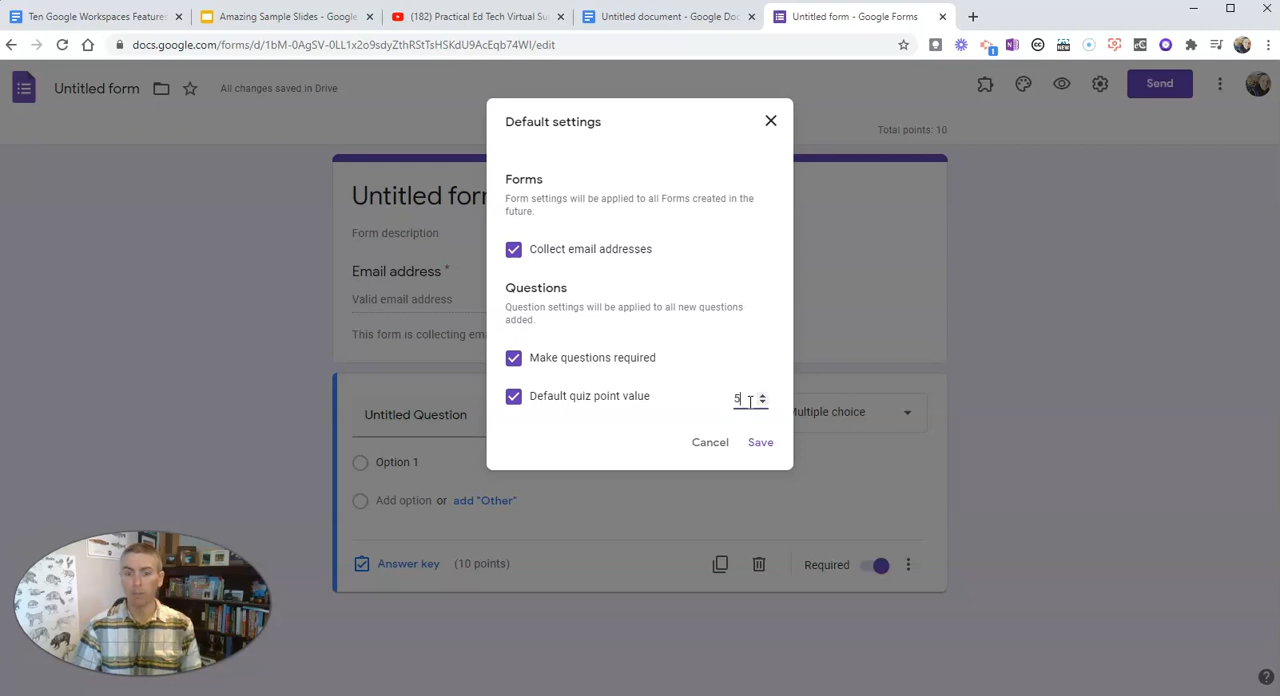 Ten Google Workspaces Features
Amazing Sample Slides - Google
(182) Practical Ed Tech Virtual Su
Untitled document - Google Doc
Untitled form - Google Forms
docs.google.com/forms/d/1bM-0AgSV-0LL1x2o9sdyZthRStTsHSKdU9AcEqb74WI/edit
Untitled form
All changes saved in Drive
Send
Total points: 10
Default settings
Untitled for
Forms
Form settings will be applied to all Forms created in the
future.
Form description
Collect email addresses
Email address *
Questions
Valid email address
Question settings will be applied to all new questions
added.
This form is collecting em
Make questions required
Default quiz point value
5
Untitled Question
Multiple choice
Cancel
Save
Option 1
Add option or add "Other"
Answer key
(10 points)
Required